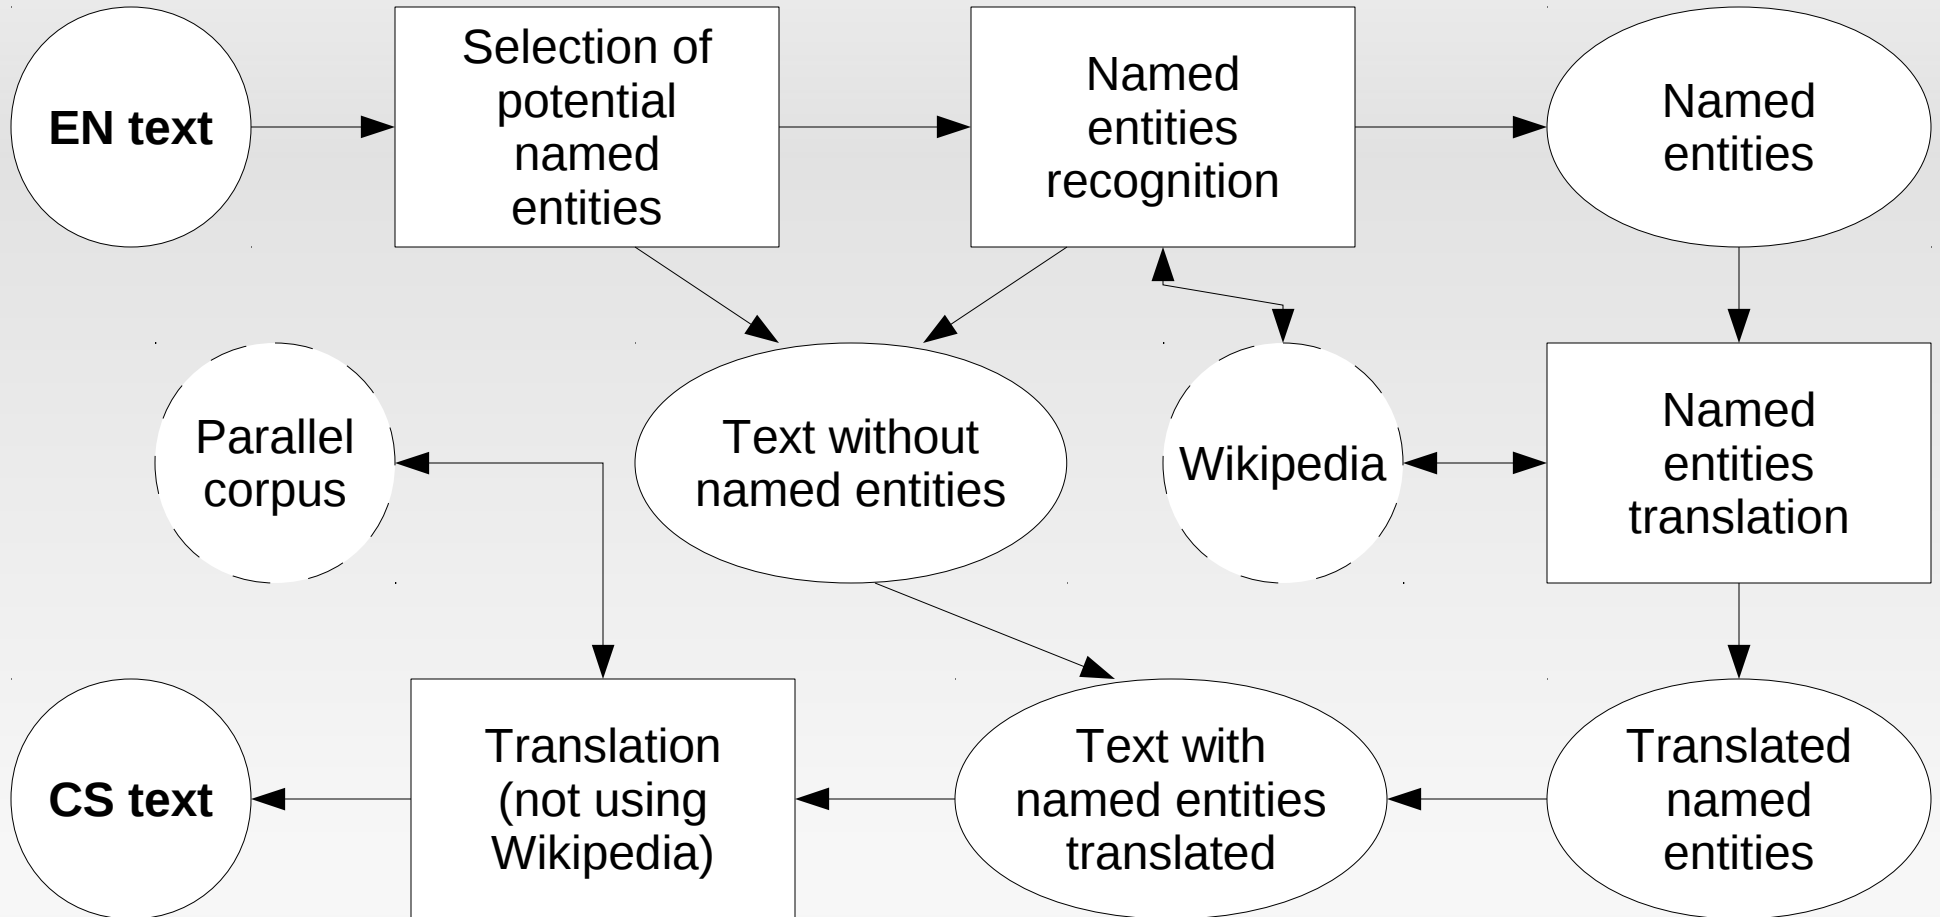 EN text
Selection of
potential
named
entities
Named
entities
recognition
Named
entities
Parallel
corpus
Text without
named entities
Wikipedia
Named
entities
translation
CS text
Translation
(not using
Wikipedia)
Text with
named entities
translated
Translated
named
entities